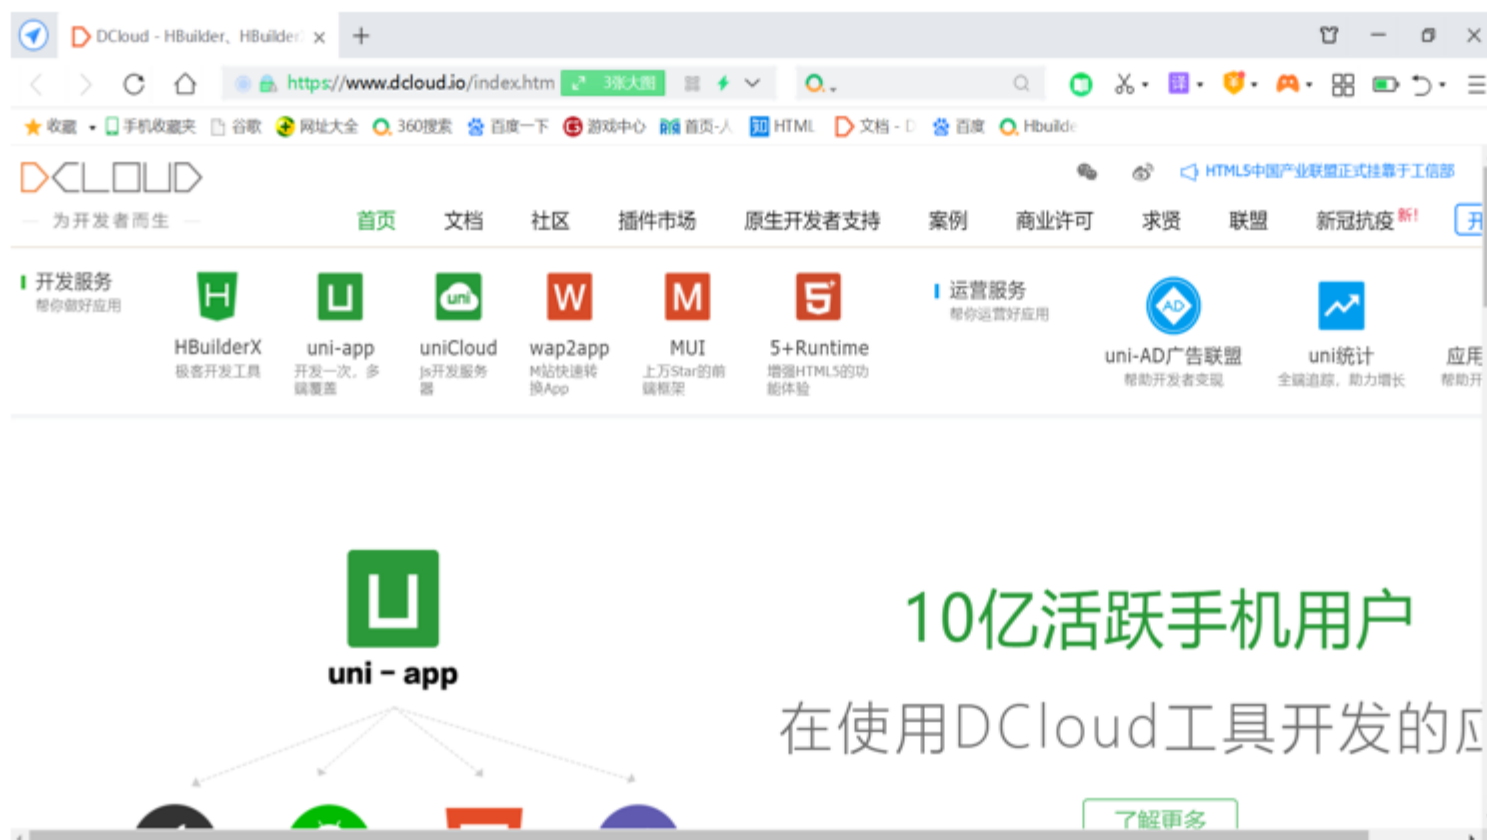 DCloud - HBuilder、HBuilder
https://www.dcloud.io/index.htm 3张大图
收藏 手机收藏夹 谷歌 网址大全 360搜索 百度一下 游戏中心 首页-人 HTML 文档 - D 百度 Hbuilde
DCLOUD
HTML5中国产业联盟正式挂靠于工信部
为开发者而生
首页 文档 社区 插件市场 原生开发者支持 案例 商业许可 求贤 联盟 新冠抗疫 新! 开
开发服务
帮你做好应用
HBuilderX
极客开发工具
uni-app
开发一次，多
端覆盖
uni
uniCloud
js开发服务
器
W
wap2app
M站快速转
换App
M
MUI
上万Star的前
端框架
5+
5+Runtime
增强HTML5的功
能体验
运营服务
帮你运营好应用
AD
uni-AD广告联盟
帮助开发者变现
uni统计
全端追踪，助力增长
应用
帮助开
uni - app
10亿活跃手机用户
在使用DCloud工具开发的应
了解更多